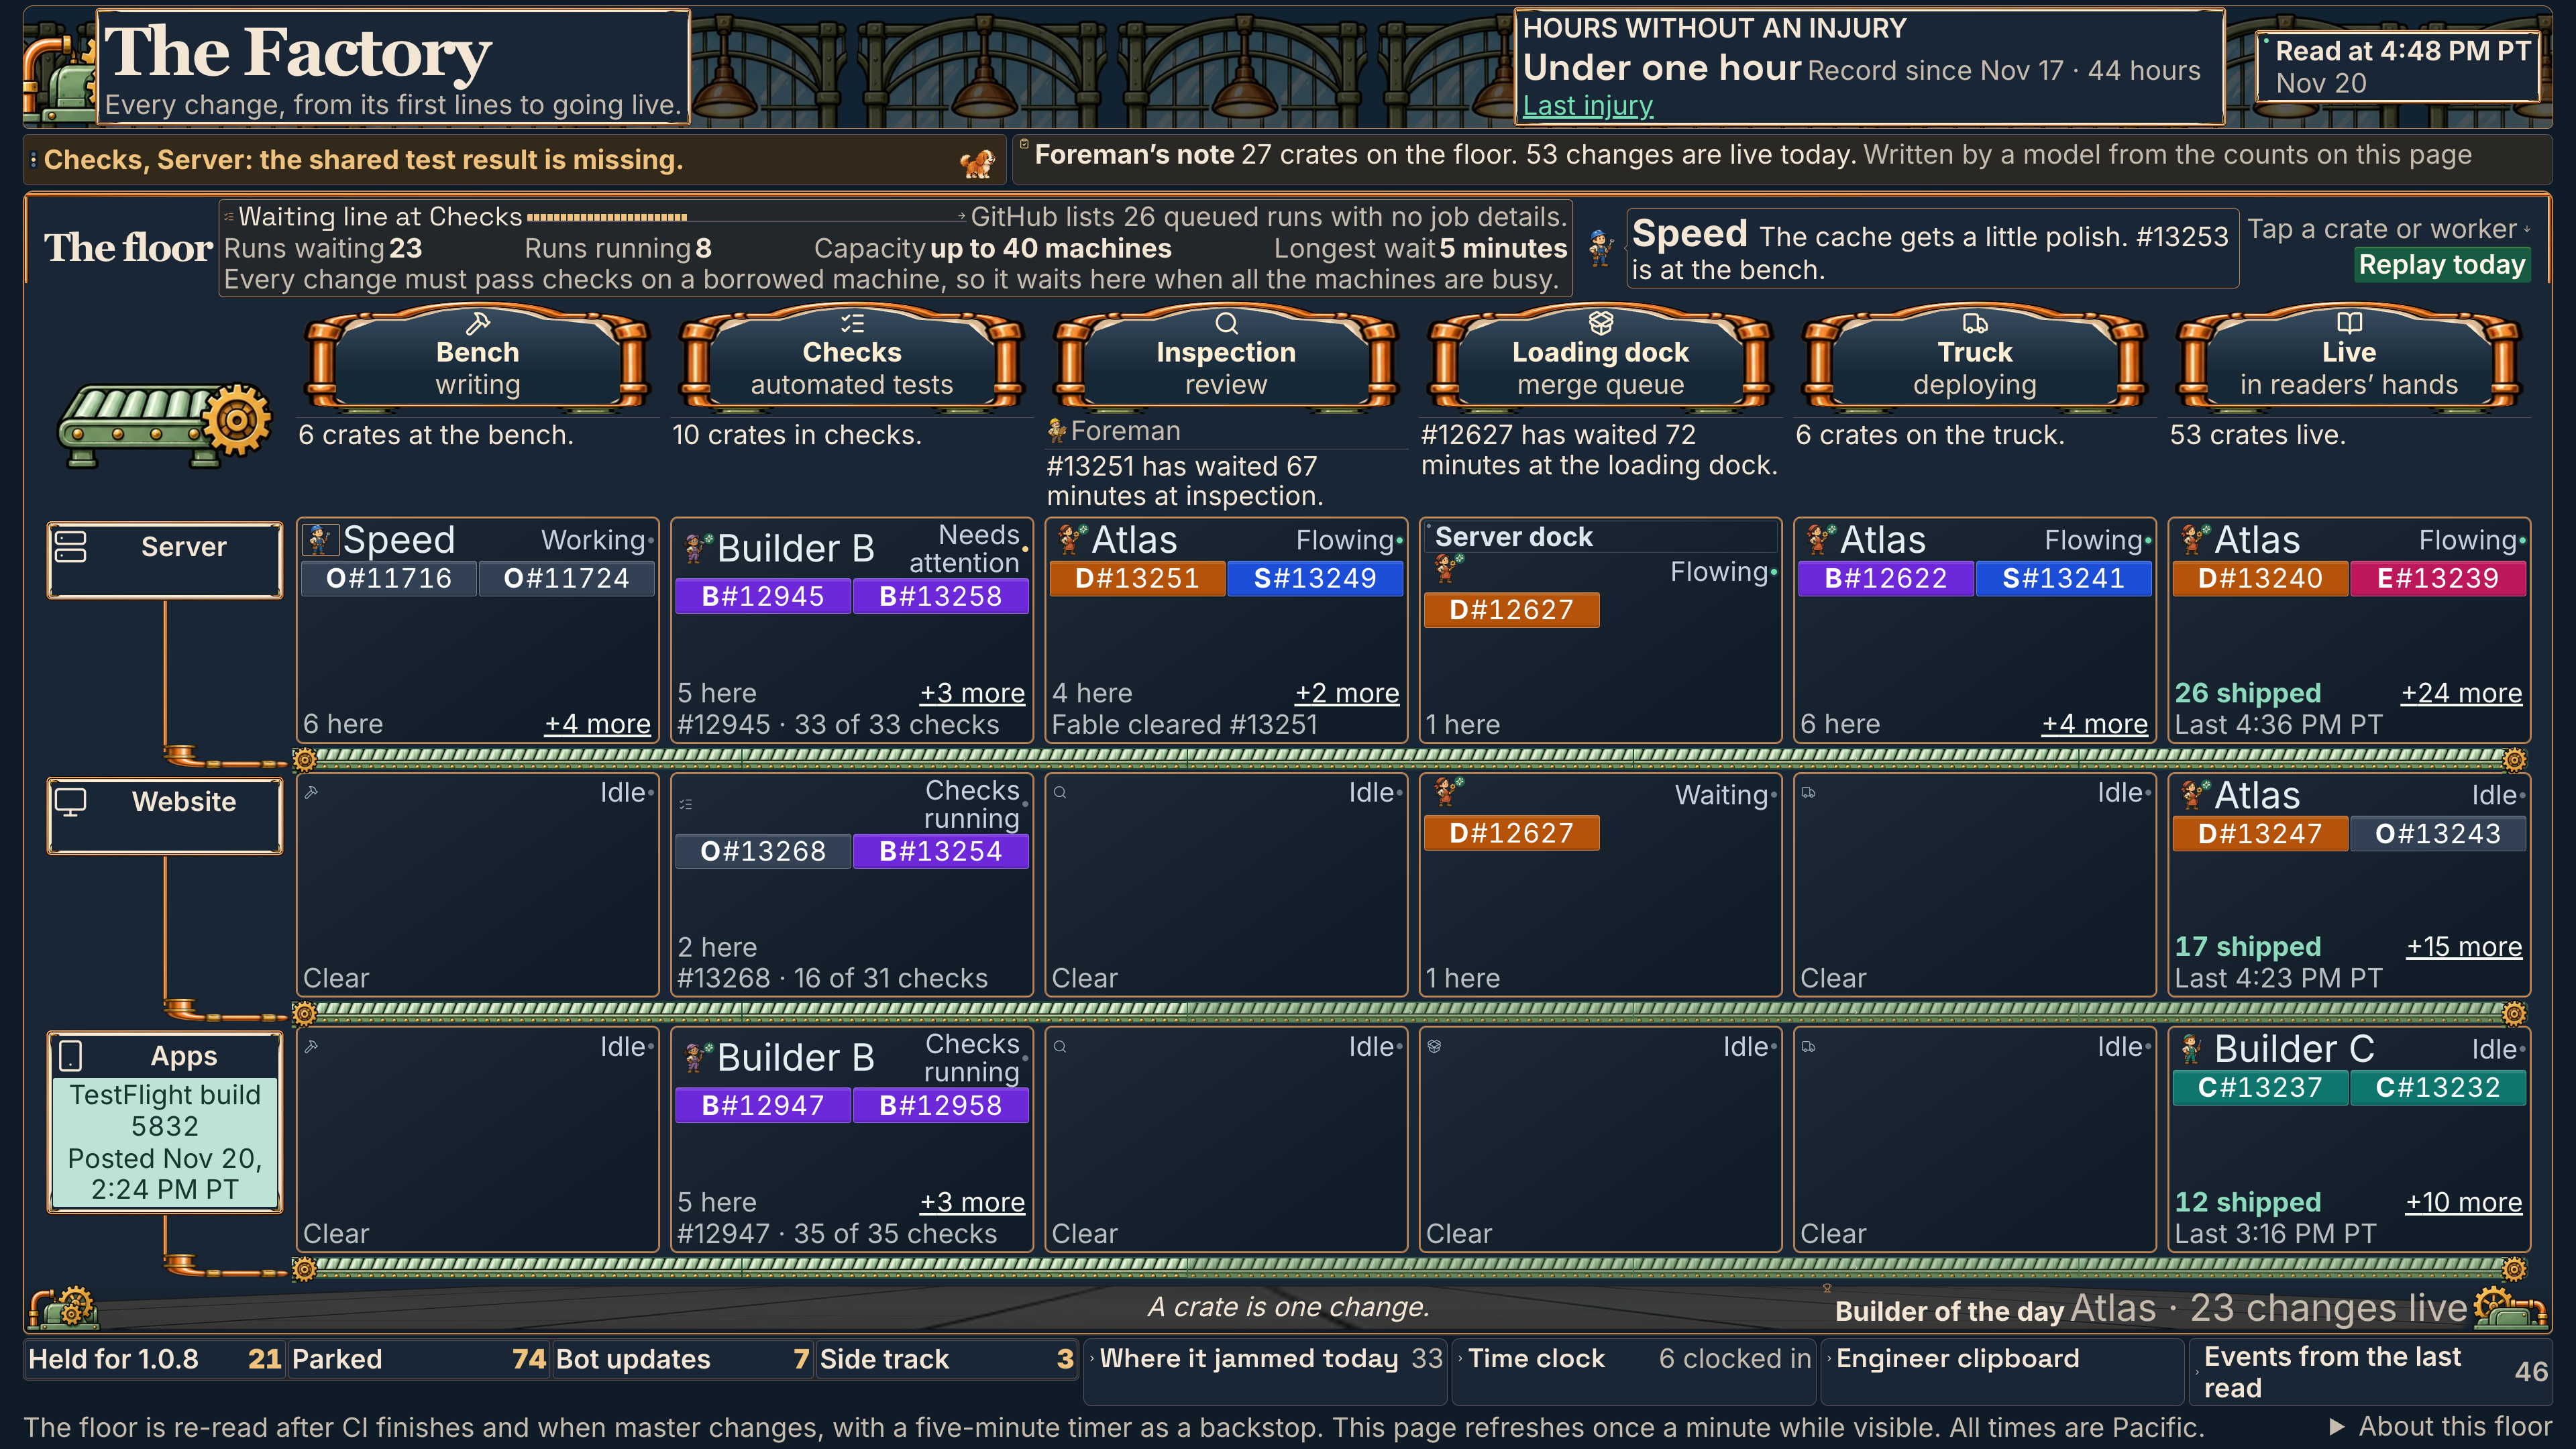 The Factory
Every change, from its first lines to going live.
HOURS WITHOUT AN INJURY
Under one hour Record since Nov 17 · 44 hours
Last injury
Read at 4:48 PM PT
Nov 20
Checks, Server: the shared test result is missing.
Foreman’s note 27 crates on the floor. 53 changes are live today. Written by a model from the counts on this page
The floor
Waiting line at Checks
GitHub lists 26 queued runs with no job details.
Runs waiting 23 Runs running 8 Capacity up to 40 machines Longest wait 5 minutes
Every change must pass checks on a borrowed machine, so it waits here when all the machines are busy.
Speed The cache gets a little polish. #13253
is at the bench.
Tap a crate or worker ↓
Replay today
Bench
writing
Checks
automated tests
Inspection
review
Loading dock
merge queue
Truck
deploying
Live
in readers’ hands
6 crates at the bench.
10 crates in checks.
Foreman
#13251 has waited 67
minutes at inspection.
#12627 has waited 72
minutes at the loading dock.
6 crates on the truck.
53 crates live.
Server
Speed Working
O#11716 O#11724
6 here +4 more
Builder B Needs
attention
B#12945 B#13258
5 here +3 more
#12945 · 33 of 33 checks
Atlas Flowing
D#13251 S#13249
4 here +2 more
Fable cleared #13251
Server dock
Flowing
D#12627
1 here
Atlas Flowing
B#12622 S#13241
6 here +4 more
Atlas Flowing
D#13240 E#13239
26 shipped +24 more
Last 4:36 PM PT
Website
Idle
Clear
Checks
running
O#13268 B#13254
2 here
#13268 · 16 of 31 checks
Idle
Clear
Waiting
D#12627
1 here
Idle
Clear
Atlas Idle
D#13247 O#13243
17 shipped +15 more
Last 4:23 PM PT
Apps
TestFlight build
5832
Posted Nov 20,
2:24 PM PT
Idle
Clear
Builder B Checks
running
B#12947 B#12958
5 here +3 more
#12947 · 35 of 35 checks
Idle
Clear
Idle
Clear
Idle
Clear
Builder C Idle
C#13237 C#13232
12 shipped +10 more
Last 3:16 PM PT
A crate is one change.
Builder of the day Atlas · 23 changes live
Held for 1.0.8 21
Parked 74
Bot updates 7
Side track 3
Where it jammed today 33
Time clock 6 clocked in
Engineer clipboard
Events from the last
read 46
The floor is re-read after CI finishes and when master changes, with a five-minute timer as a backstop. This page refreshes once a minute while visible. All times are Pacific.
► About this floor